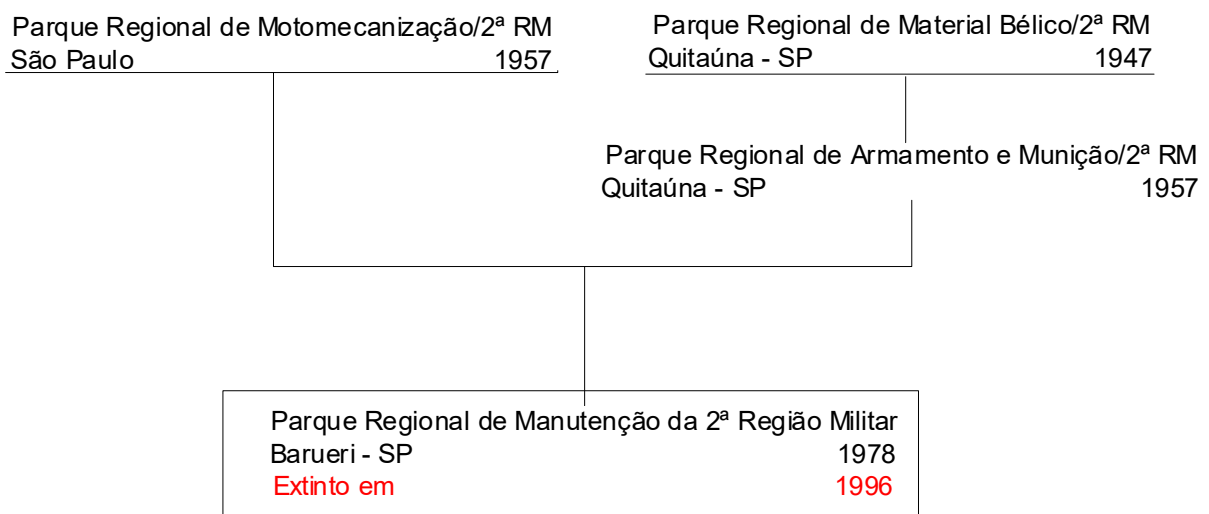 Parque Regional de Motomecanização/2ª RM
São Paulo 1957
Parque Regional de Material Bélico/2ª RM
Quitaúna - SP 1947
Parque Regional de Armamento e Munição/2ª RM
Quitaúna - SP 1957
Parque Regional de Manutenção da 2ª Região Militar
Barueri - SP 1978
Extinto em 1996